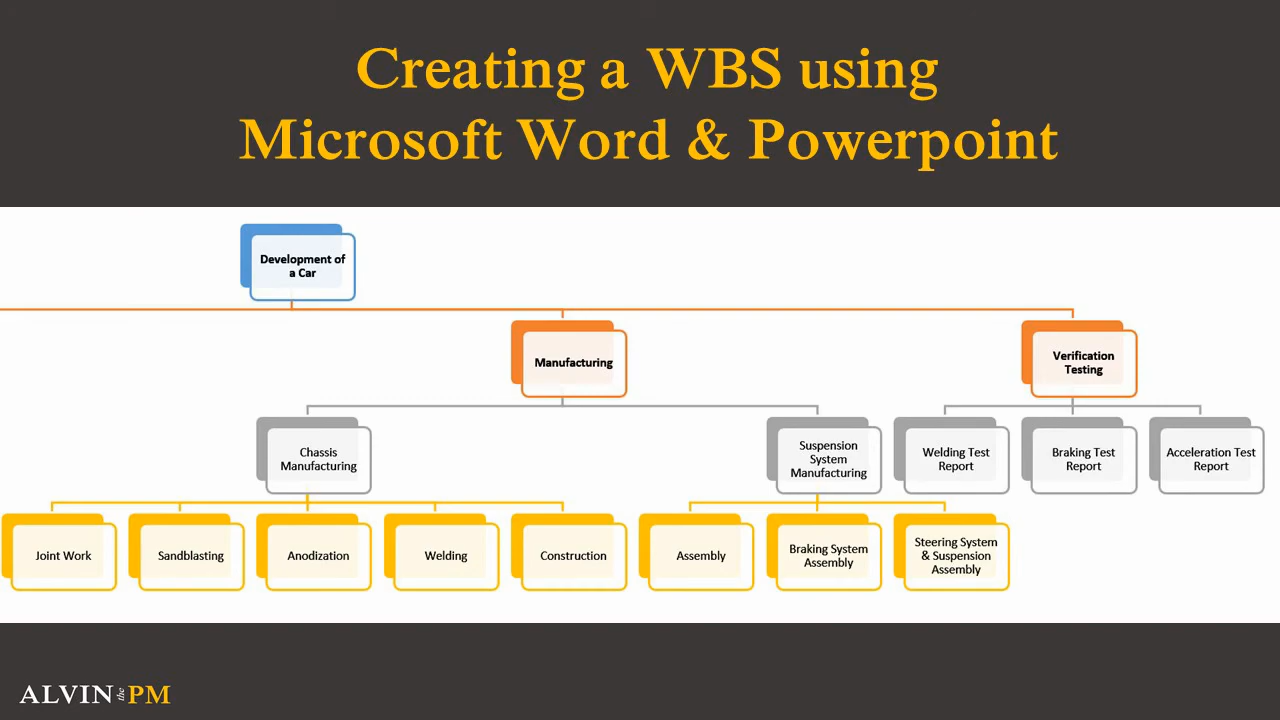 Creating a WBS using
Microsoft Word & Powerpoint
Development of
a Car
Manufacturing
Verification
Testing
Chassis
Manufacturing
Suspension
System
Manufacturing
Welding Test
Report
Braking Test
Report
Acceleration Test
Report
Joint Work
Sandblasting
Anodization
Welding
Construction
Assembly
Braking System
Assembly
Steering System
& Suspension
Assembly
ALVIN the PM